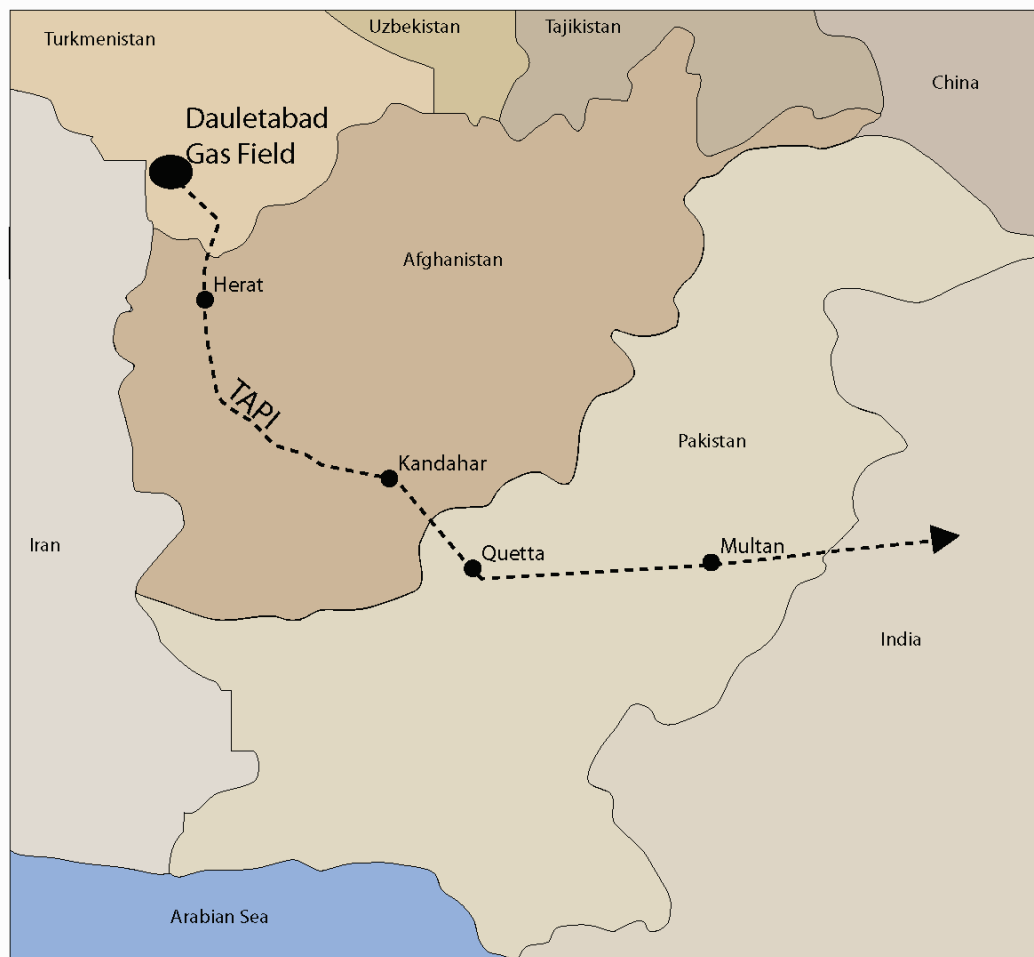 Turkmenistan
Uzbekistan
Tajikistan
China
Dauletabad
Gas Field
Afghanistan
Herat
TAPI
Pakistan
Kandahar
Iran
Quetta
Multan
India
Arabian Sea